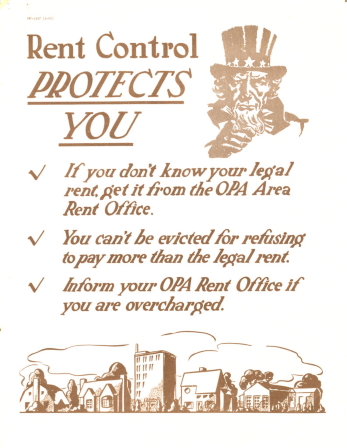 Rent Control
PROTECTS
YOU
✓ If you don't know your legal
rent, get it from the OPA Area
Rent Office.
✓ You can't be evicted for refusing
to pay more than the legal rent.
✓ Inform your OPA Rent Office if
you are overcharged.